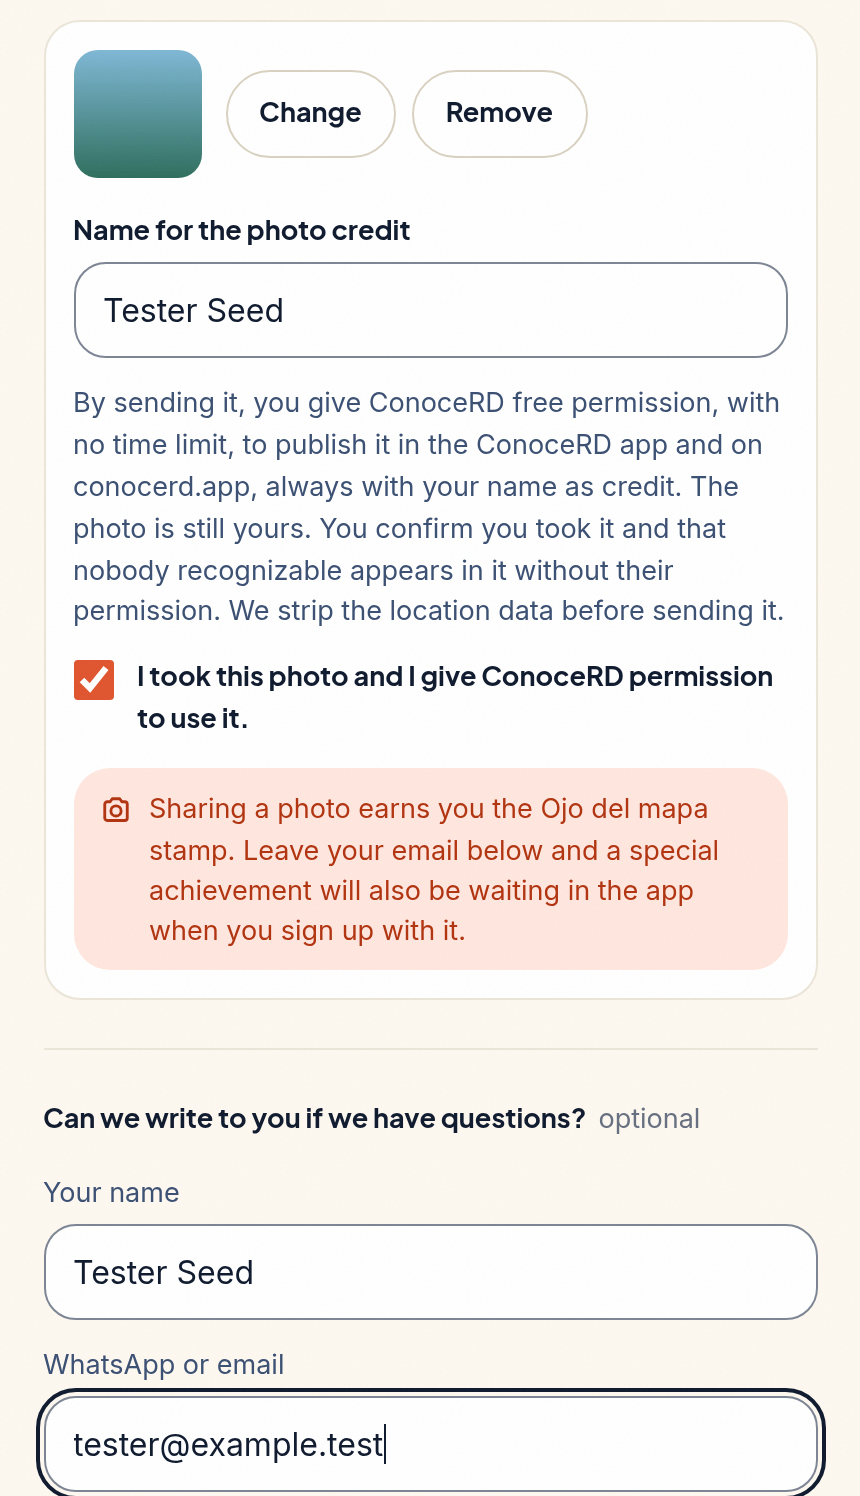 Change
Remove
Name for the photo credit
Tester Seed
By sending it, you give ConoceRD free permission, with
no time limit, to publish it in the ConoceRD app and on
conocerd.app, always with your name as credit. The
photo is still yours. You confirm you took it and that
nobody recognizable appears in it without their
permission. We strip the location data before sending it.
I took this photo and I give ConoceRD permission
to use it.
Sharing a photo earns you the Ojo del mapa
stamp. Leave your email below and a special
achievement will also be waiting in the app
when you sign up with it.
Can we write to you if we have questions? optional
Your name
Tester Seed
WhatsApp or email
tester@example.test